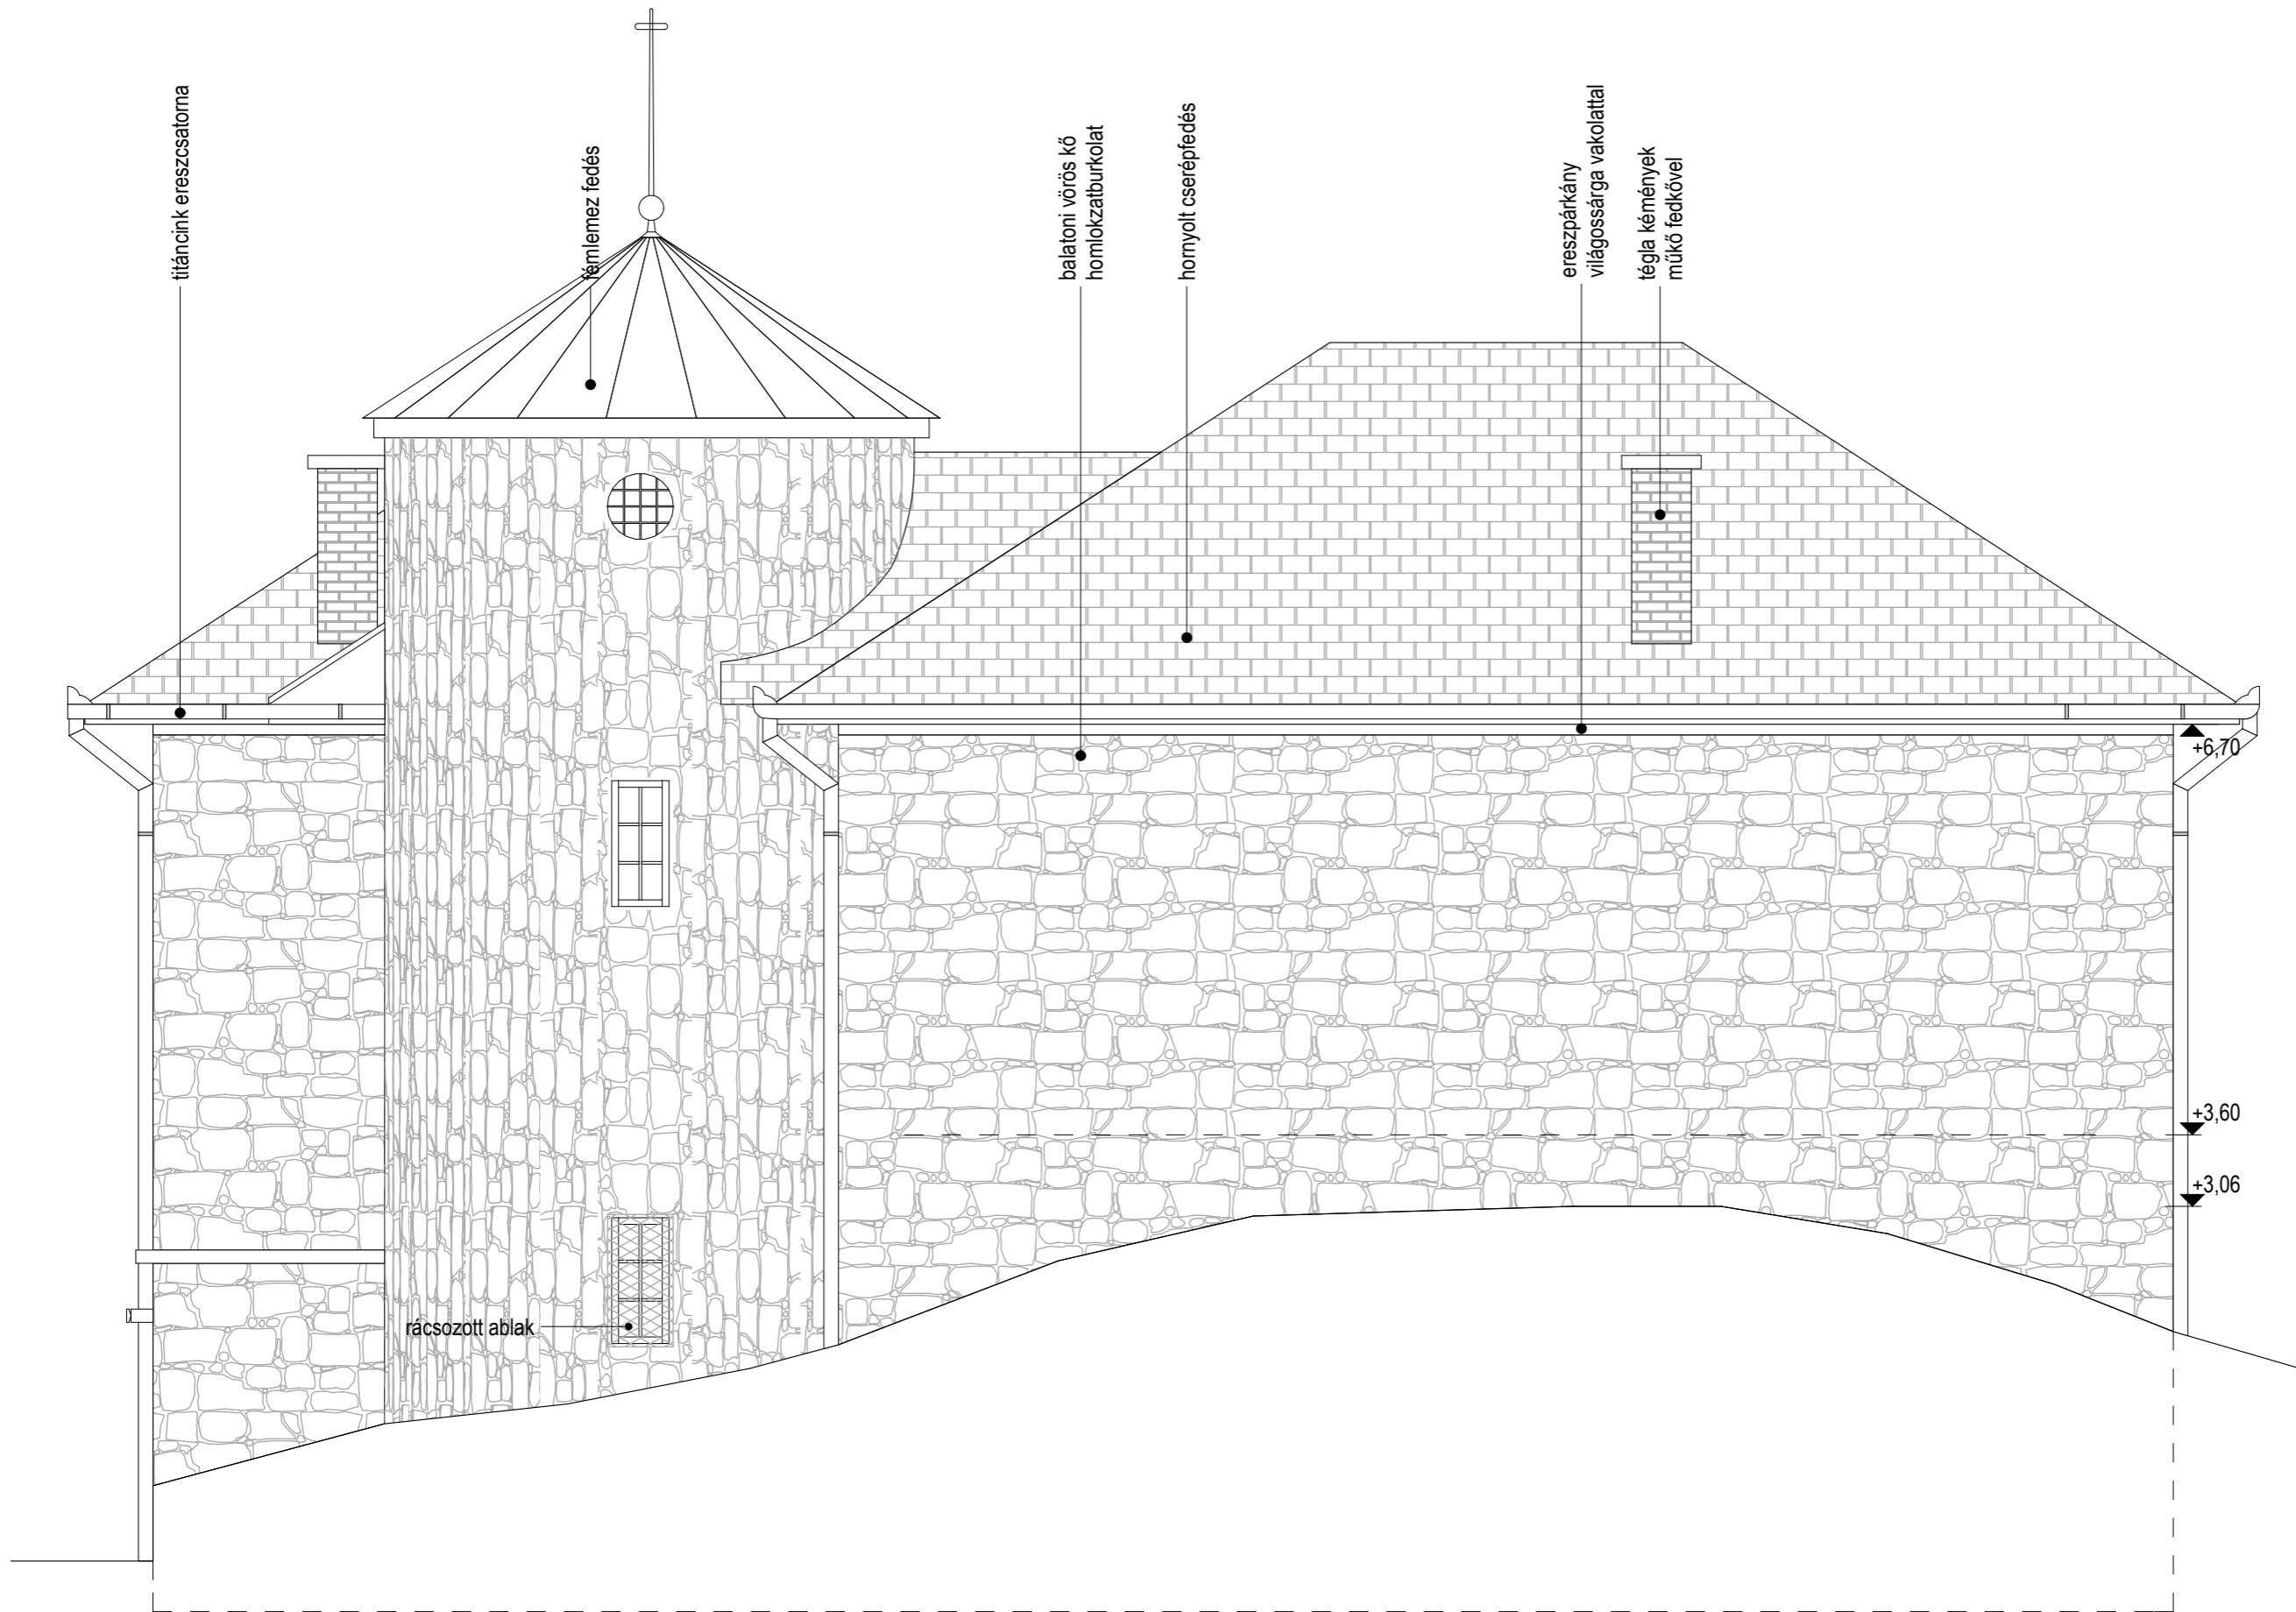 titáncink ereszcsatorna
fémlemez fedés
balatoni vörös kő
homlokzatburkolat
hornyolt cserépfedés
ereszpárkány
világossárga vakolattal
tégla kémények
műkő fedkővel
+6,70
+3,60
+3,06
rácsozott ablak